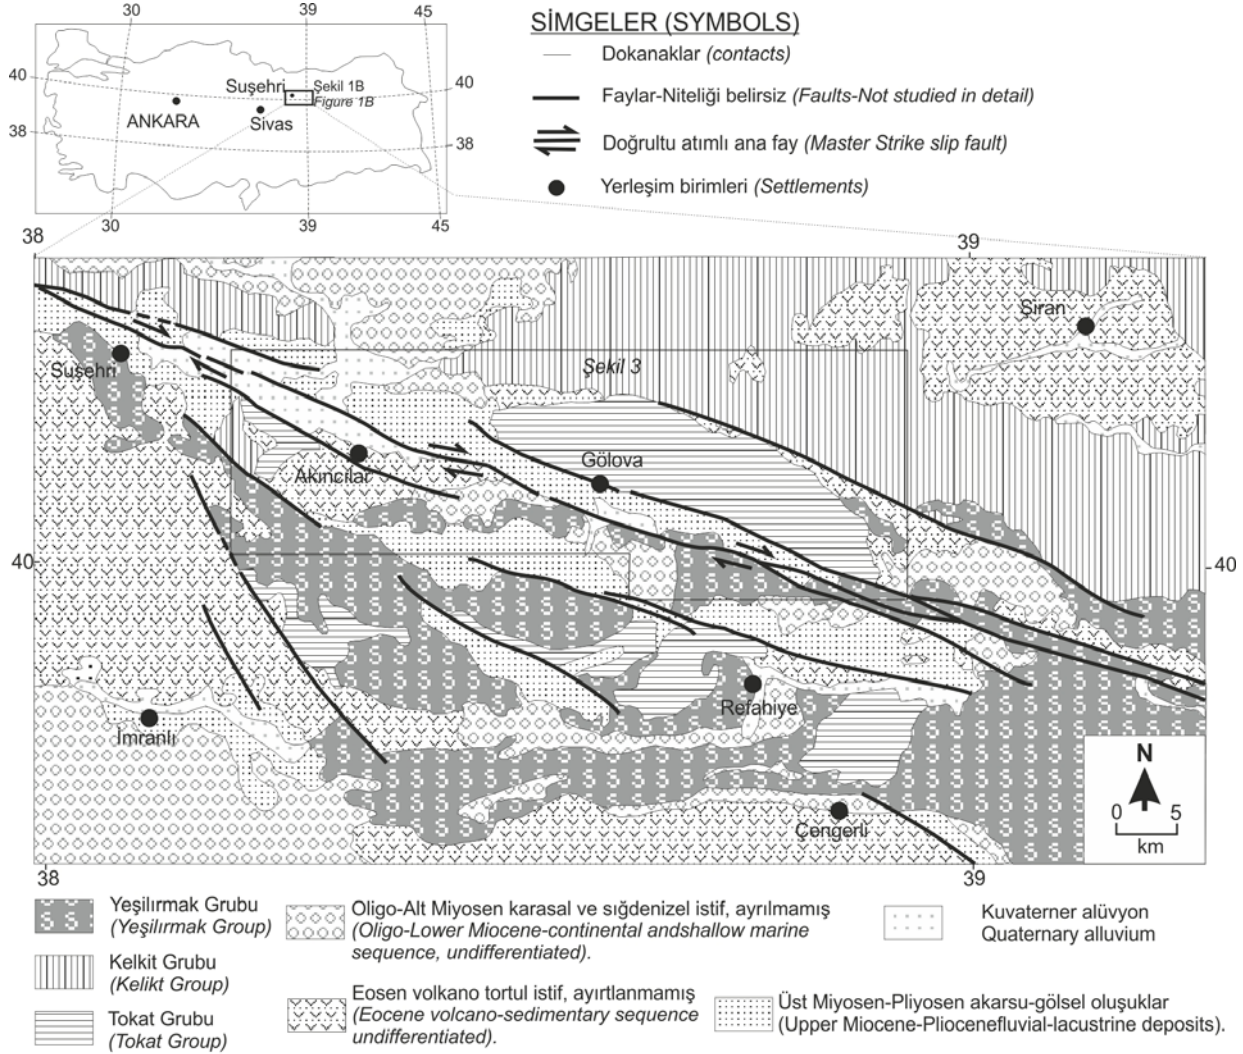 30
39
45
40
40
Suşehri
Şekil 1B
Figure 1B
ANKARA
Sivas
38
38
30
39
45
SİMGELER (SYMBOLS)
Dokanaklar (contacts)
Faylar-Niteliği belirsiz (Faults-Not studied in detail)
Doğrultu atımlı ana fay (Master Strike slip fault)
Yerleşim birimleri (Settlements)
38
39
Şiran
Suşehri
Şekil 3
Akıncılar
Gölova
40
40
Refahiye
İmranlı
N
0 5
km
Çengerli
38
39
Yeşilırmak Grubu
(Yeşilırmak Group)
Kelkit Grubu
(Kelikt Group)
Tokat Grubu
(Tokat Group)
Oligo-Alt Miyosen karasal ve sığdenizel istif, ayrılmamış
(Oligo-Lower Miocene-continental andshallow marine
sequence, undifferentiated).
Eosen volkano tortul istif, ayırtlanmamış
(Eocene volcano-sedimentary sequence
undifferentiated).
Kuvaterner alüvyon
Quaternary alluvium
Üst Miyosen-Pliyosen akarsu-gölsel oluşuklar
(Upper Miocene-Pliocenefluvial-lacustrine deposits).